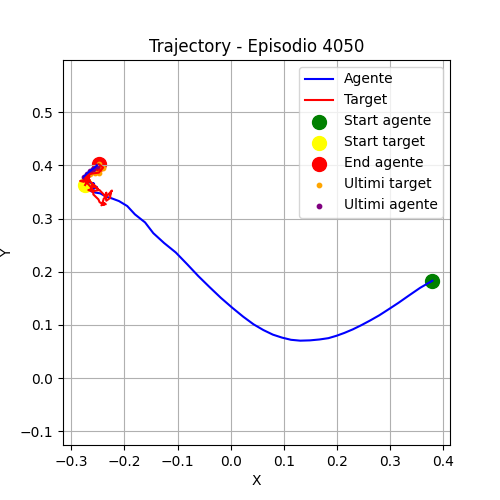 Trajectory - Episodio 4050
Agente
Target
Start agente
Start target
End agente
Ultimi target
Ultimi agente
0.5
0.4
0.3
0.2
0.1
0.0
−0.1
Y
−0.3 −0.2 −0.1 0.0 0.1 0.2 0.3 0.4
X